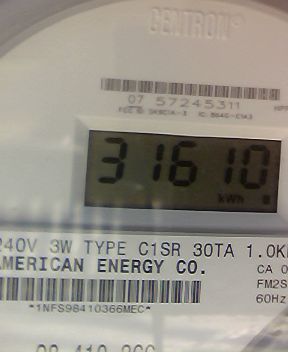 CENTRON®
07 57245311
31610
kWh
240V 3W TYPE C1SR 30TA 1.0K
AMERICAN ENERGY CO.
CA 0
FM2S
60Hz
*1NFS98410366MEC*